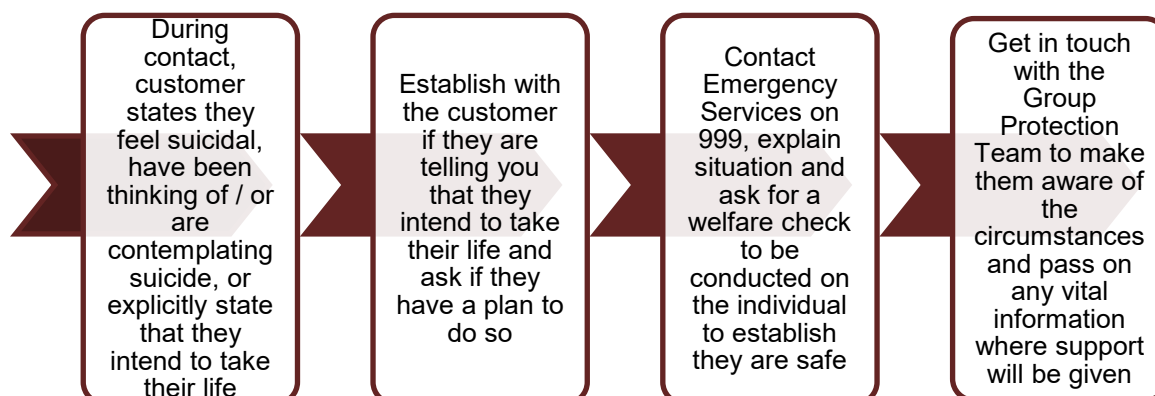 During
contact,
customer
states they
feel suicidal,
have been
thinking of / or
are
contemplating
suicide, or
explicitly state
that they
intend to take
their life
Establish with
the customer
if they are
telling you
that they
intend to take
their life and
ask if they
have a plan to
do so
Contact
Emergency
Services on
999, explain
situation and
ask for a
welfare check
to be
conducted on
the individual
to establish
they are safe
Get in touch
with the
Group
Protection
Team to make
them aware of
the
circumstances
and pass on
any vital
information
where support
will be given